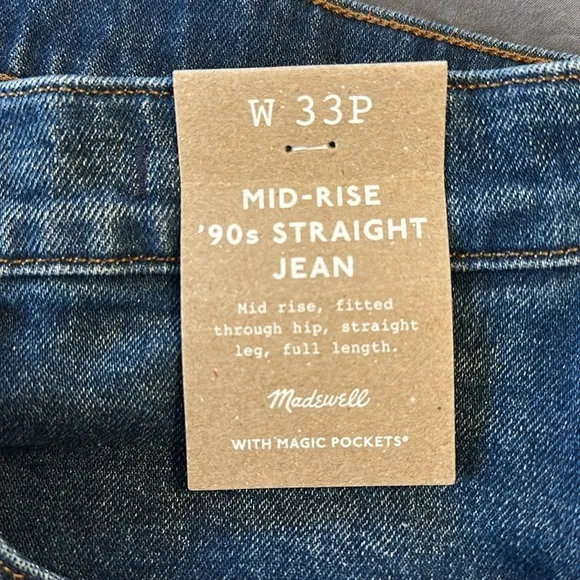 W 33P
MID-RISE
'90s STRAIGHT
JEAN
Mid rise, fitted
through hip, straight
leg, full length.
Madewell
WITH MAGIC POCKETS®